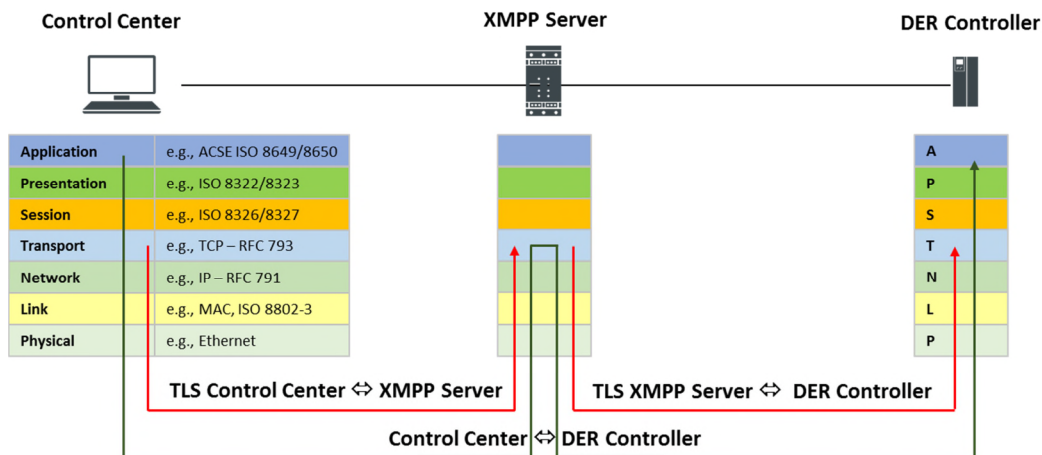 Control Center
XMPP Server
DER Controller
Application e.g., ACSE ISO 8649/8650 A
Presentation e.g., ISO 8322/8323 P
Session e.g., ISO 8326/8327 S
Transport e.g., TCP – RFC 793 T
Network e.g., IP – RFC 791 N
Link e.g., MAC, ISO 8802-3 L
Physical e.g., Ethernet P
TLS Control Center ⇔ XMPP Server
TLS XMPP Server ⇔ DER Controller
Control Center ⇔ DER Controller